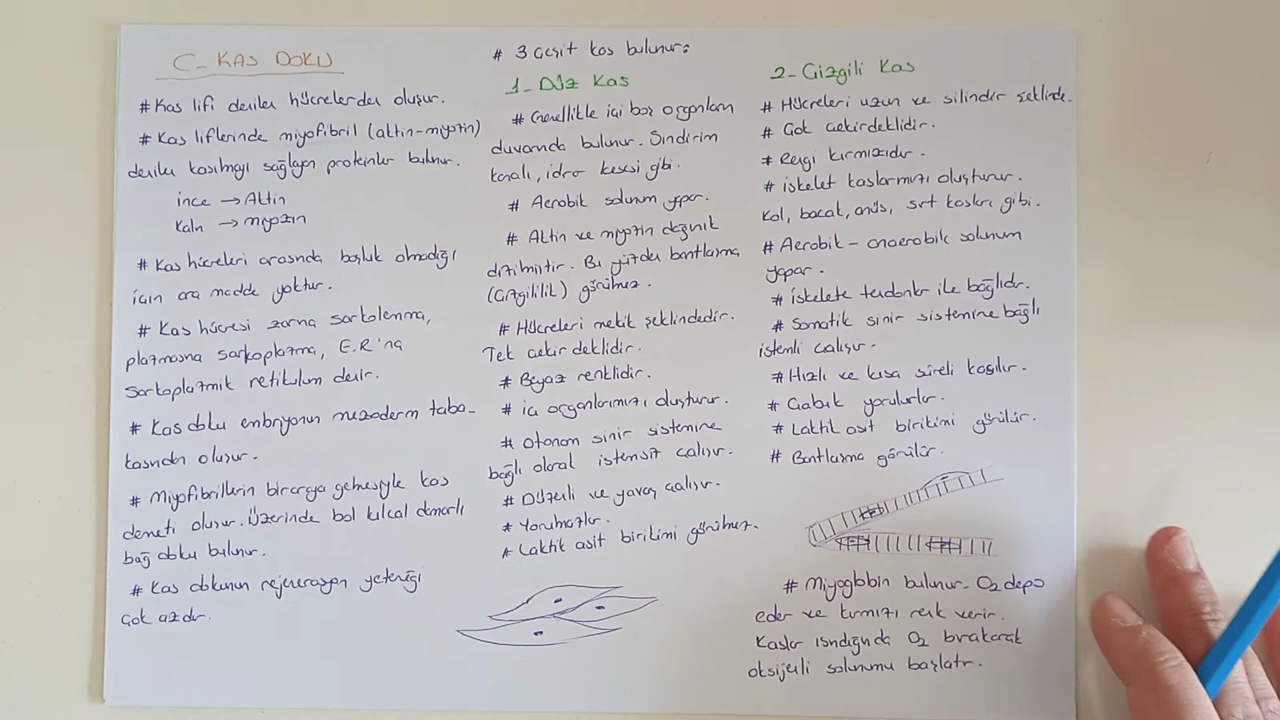 C- KAS DOKU
# Kas lifi denilen hücrelerden oluşur.
# Kas liflerinde miyofibril (aktin-miyozin)
denilen kasılmayı sağlayan proteinler bulunur.
ince → Aktin
Kalın → miyozin
# Kas hücreleri arasında boşluk olmadığı
için ara madde yoktur.
# Kas hücresi zarına sarkolemma,
plazmasına sarkoplazma, E.R'na
sarkoplazmik retikulum denir.
# Kas doku embriyonun mezoderm taba-
kasından oluşur.
# Miyofibrillerin biraraya gelmesiyle kas
demeti oluşur. Üzerinde bol kılcal damarlı
bağ doku bulunur.
# Kas dokunun rejenerasyon yeteneği
çok azdır.
# 3 çeşit kas bulunur:
1- Düz Kas
# Genellikle içi boş organların
duvarında bulunur. Sindirim
kanalı, idrar kesesi gibi.
# Aerobik solunum yapar.
# Aktin ve miyozin dağınık
dizilmiştir. Bu yüzden bantlaşma
(çizgililik) görülmez.
# Hücreleri mekik şeklindedir.
Tek çekirdeklidir.
# Beyaz renklidir.
# iç organlarımızı oluşturur.
# Otonom sinir sistemine
bağlı olarak istemsiz çalışır.
# Düzenli ve yavaş çalışır.
# Yorulmazlar.
# Laktik asit birikimi görülmez.
2- Çizgili Kas
# Hücreleri uzun ve silindir şeklinde.
# Çok çekirdeklidir.
# Rengi kırmızıdır.
# iskelet kaslarımızı oluşturur.
Kol, bacak, anüs, sırt kasları gibi.
# Aerobik - anaerobik solunum
yapar.
# iskelete tendonlar ile bağlıdır.
# Somatik sinir sistemine bağlı
istemli çalışır.
# Hızlı ve kısa süreli kasılır.
# Çabuk yorulurlar.
# Laktik asit birikimi görülür.
# Bantlaşma görülür.
# Miyoglobin bulunur- O2 depo
eder ve kırmızı renk verir.
Kaslar ısındığında O2 bırakarak
oksijenli solunumu başlatır.